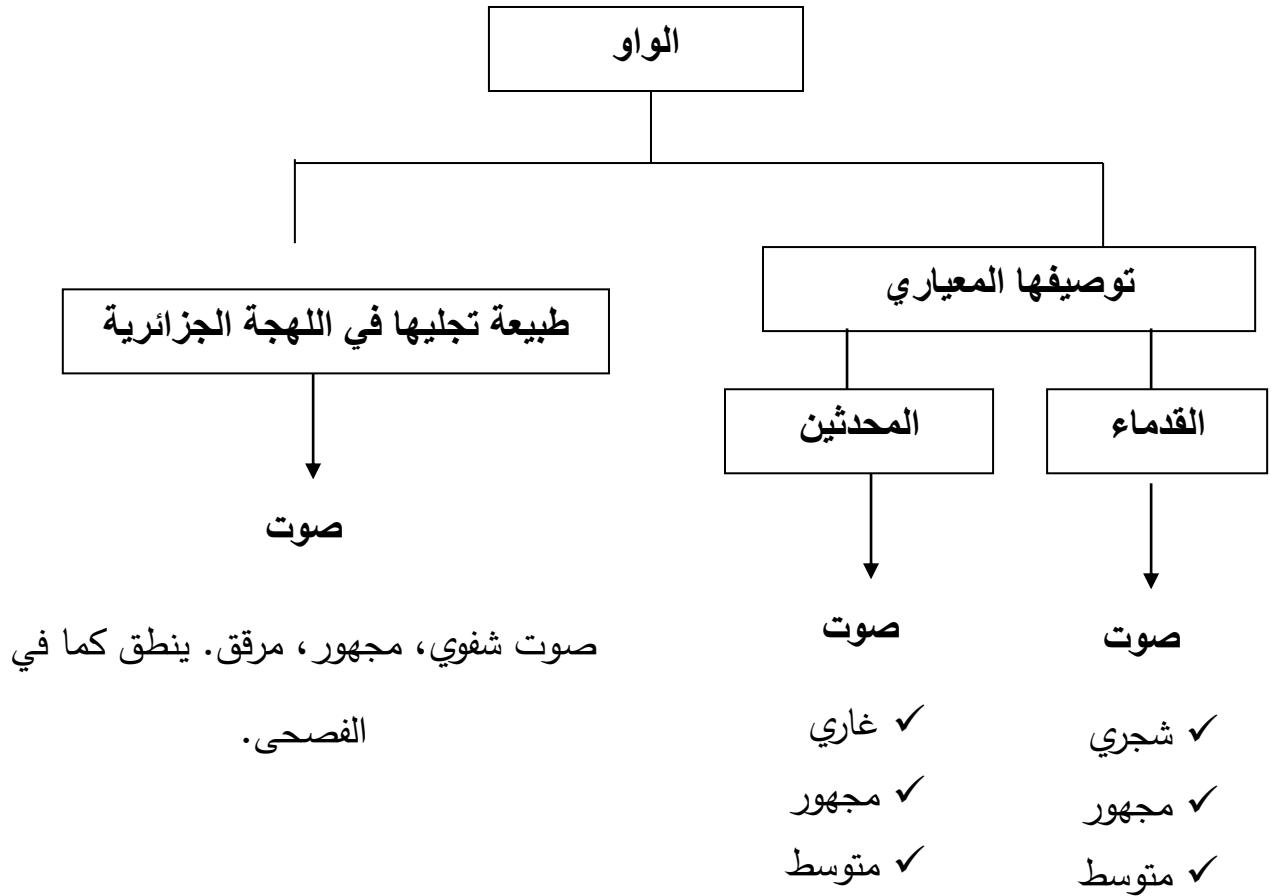 الواو
توصيفها المعياري
طبيعة تجليها في اللهجة الجزائرية
القدماء
المحدثين
صوت
صوت
صوت
✓ شجري
✓ مجهور
✓ متوسط
✓ غاري
✓ مجهور
✓ متوسط
صوت شفوي، مجهور، مرقق. ينطق كما في
الفصحى.